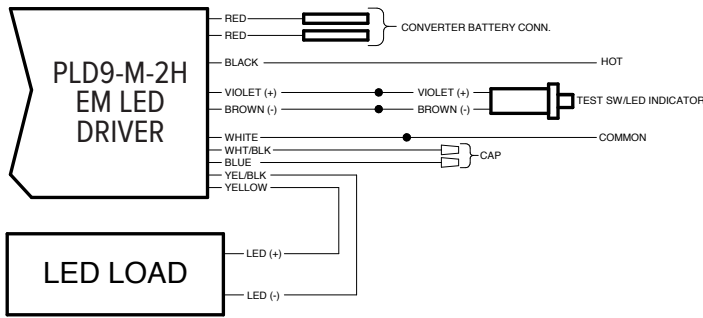 PLD9-M-2H
EM LED
DRIVER
RED
RED
CONVERTER BATTERY CONN.
BLACK
HOT
VIOLET (+)
VIOLET (+)
BROWN (-)
BROWN (-)
TEST SW/LED INDICATOR
WHITE
COMMON
WHT/BLK
BLUE
CAP
YEL/BLK
YELLOW
LED LOAD
LED (+)
LED (-)